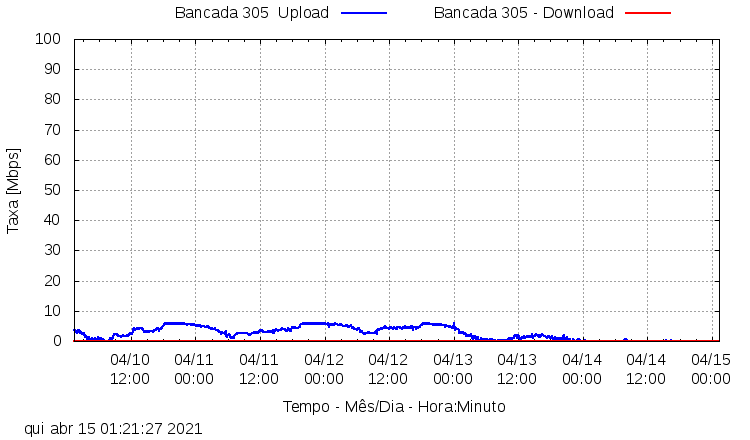 Bancada 305  Upload
Bancada 305 - Download
100
90
80
70
60
50
40
30
20
10
0
Taxa [Mbps]
04/10 04/11 04/11 04/12 04/12 04/13 04/13 04/14 04/14 04/15
12:00 00:00 12:00 00:00 12:00 00:00 12:00 00:00 12:00 00:00
Tempo - Mês/Dia - Hora:Minuto
qui abr 15 01:21:27 2021